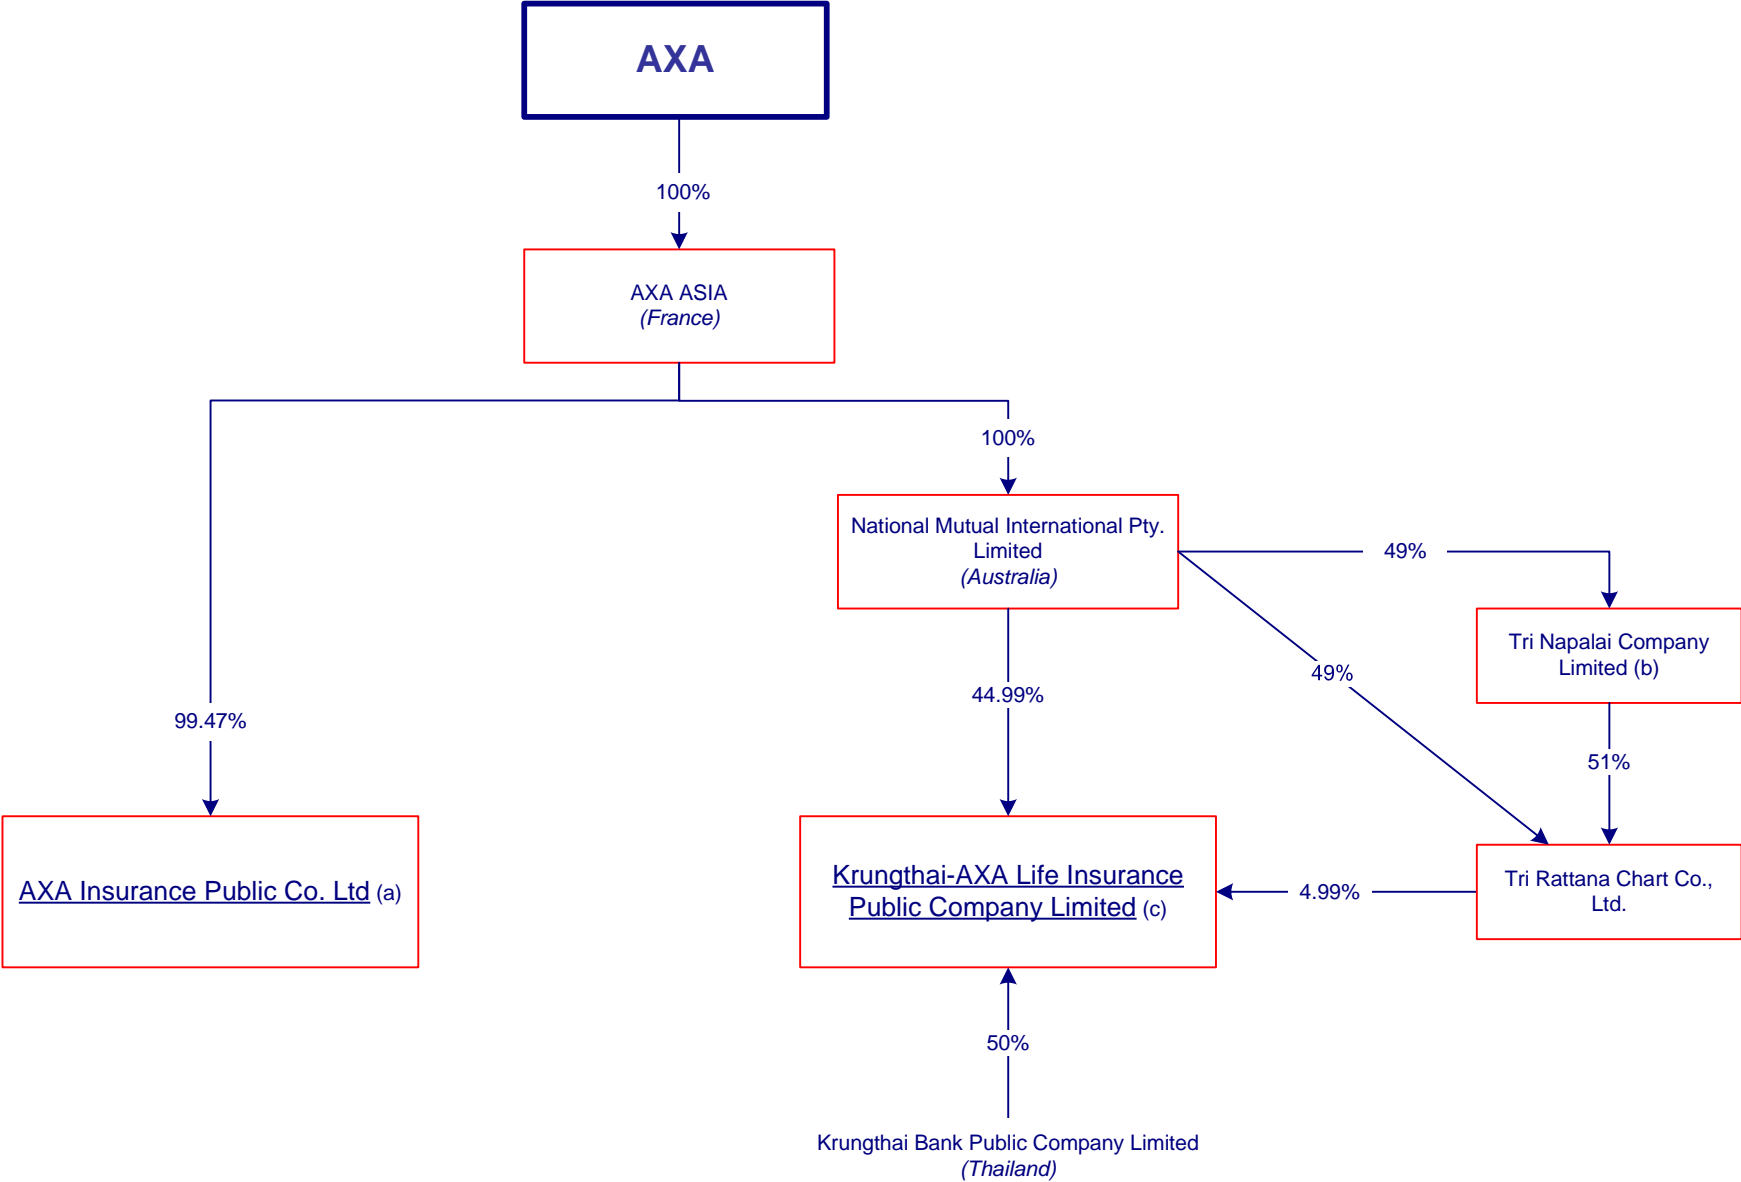 AXA
100%
AXA ASIA
(France)
100%
National Mutual International Pty.
Limited
(Australia)
49%
Tri Napalai Company
Limited (b)
49%
44.99%
99.47%
51%
AXA Insurance Public Co. Ltd (a)
Krungthai-AXA Life Insurance
Public Company Limited (c)
4.99%
Tri Rattana Chart Co.,
Ltd.
50%
Krungthai Bank Public Company Limited
(Thailand)